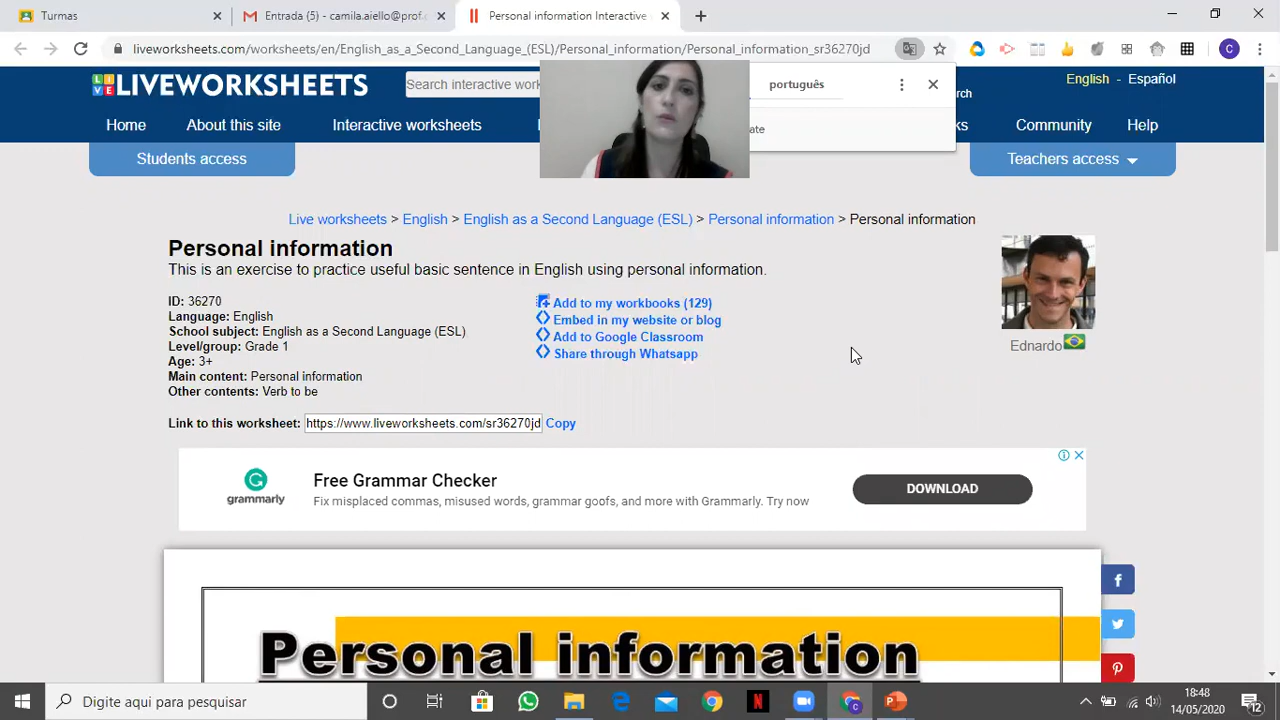 Turmas
Entrada (5) - camila.aiello@prof.
Personal information Interactive
liveworksheets.com/worksheets/en/English_as_a_Second_Language_(ESL)/Personal_information/Personal_information_sr36270jd
C
LIVEWORKSHEETS
Search interactive
português
English - Español
Home
About this site
Interactive worksheets
Community
Help
Students access
Teachers access
Live worksheets > English > English as a Second Language (ESL) > Personal information > Personal information
Personal information
This is an exercise to practice useful basic sentence in English using personal information.
ID: 36270
Language: English
School subject: English as a Second Language (ESL)
Level/group: Grade 1
Age: 3+
Main content: Personal information
Other contents: Verb to be
Add to my workbooks (129)
Embed in my website or blog
Add to Google Classroom
Share through Whatsapp
Ednardo
Link to this worksheet: https://www.liveworksheets.com/sr36270jd Copy
grammarly
Free Grammar Checker
Fix misplaced commas, misused words, grammar goofs, and more with Grammarly. Try now
DOWNLOAD
Personal information
Digite aqui para pesquisar
18:48
14/05/2020
12